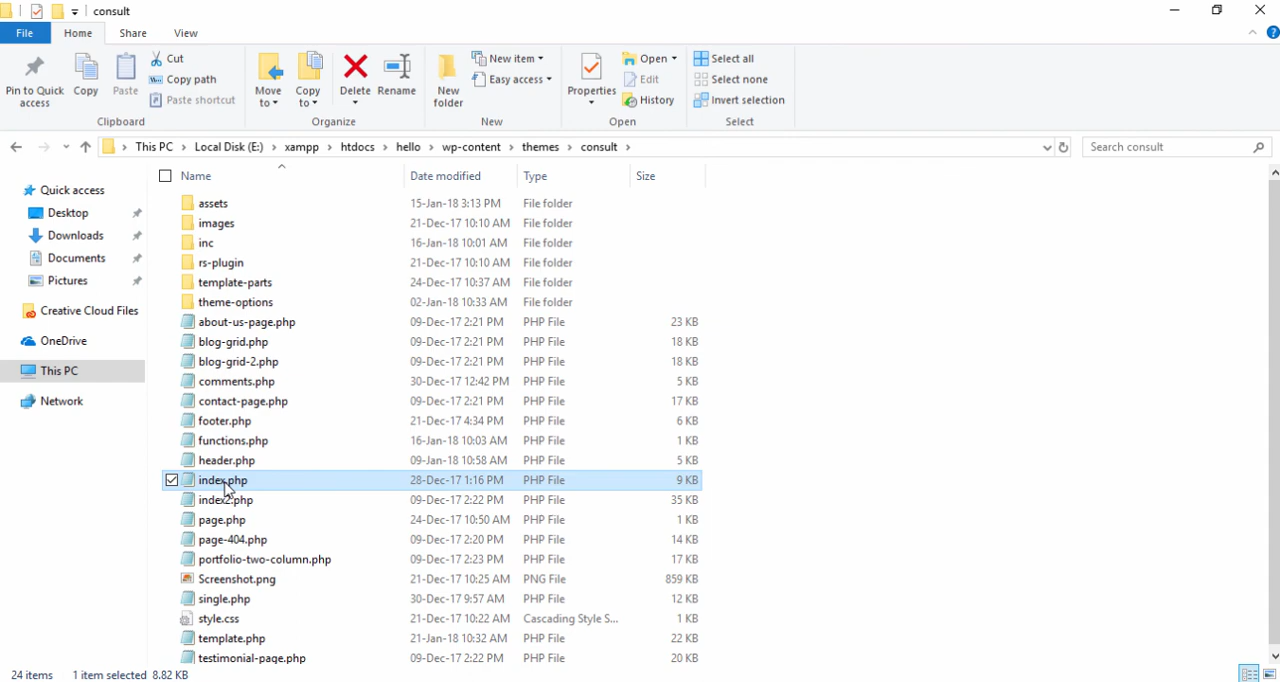 consult
File Home Share View
Pin to Quick access
Copy
Paste
Cut
Copy path
Paste shortcut
Clipboard
Move to
Copy to
Delete
Rename
Organize
New folder
New item
Easy access
New
Properties
Open
Edit
History
Open
Select all
Select none
Invert selection
Select
This PC Local Disk (E:) xampp htdocs hello wp-content themes consult
Search consult
Quick access
Desktop
Downloads
Documents
Pictures
Creative Cloud Files
OneDrive
This PC
Network
Name Date modified Type Size
assets 15-Jan-18 3:13 PM File folder
images 21-Dec-17 10:10 AM File folder
inc 16-Jan-18 10:01 AM File folder
rs-plugin 21-Dec-17 10:10 AM File folder
template-parts 24-Dec-17 10:37 AM File folder
theme-options 02-Jan-18 10:33 AM File folder
about-us-page.php 09-Dec-17 2:21 PM PHP File 23 KB
blog-grid.php 09-Dec-17 2:21 PM PHP File 18 KB
blog-grid-2.php 09-Dec-17 2:21 PM PHP File 18 KB
comments.php 30-Dec-17 12:42 PM PHP File 5 KB
contact-page.php 09-Dec-17 2:21 PM PHP File 17 KB
footer.php 21-Dec-17 4:34 PM PHP File 6 KB
functions.php 16-Jan-18 10:03 AM PHP File 1 KB
header.php 09-Jan-18 10:58 AM PHP File 5 KB
index.php 28-Dec-17 1:16 PM PHP File 9 KB
index2.php 09-Dec-17 2:22 PM PHP File 35 KB
page.php 24-Dec-17 10:50 AM PHP File 1 KB
page-404.php 09-Dec-17 2:20 PM PHP File 14 KB
portfolio-two-column.php 09-Dec-17 2:23 PM PHP File 17 KB
Screenshot.png 21-Dec-17 10:25 AM PNG File 859 KB
single.php 30-Dec-17 9:57 AM PHP File 12 KB
style.css 21-Dec-17 10:22 AM Cascading Style S... 1 KB
template.php 21-Jan-18 10:32 AM PHP File 22 KB
testimonial-page.php 09-Dec-17 2:22 PM PHP File 20 KB
24 items 1 item selected 8.82 KB